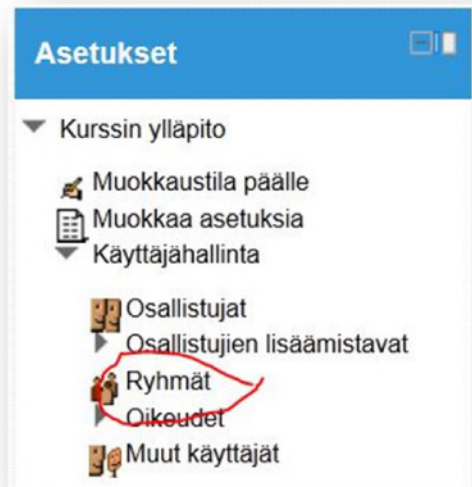 Asetukset
Kurssin ylläpito
Muokkaustila päälle
Muokkaa asetuksia
Käyttäjähallinta
Osallistujat
Osallistujien lisäämistavat
Ryhmät
Oikeudet
Muut käyttäjät